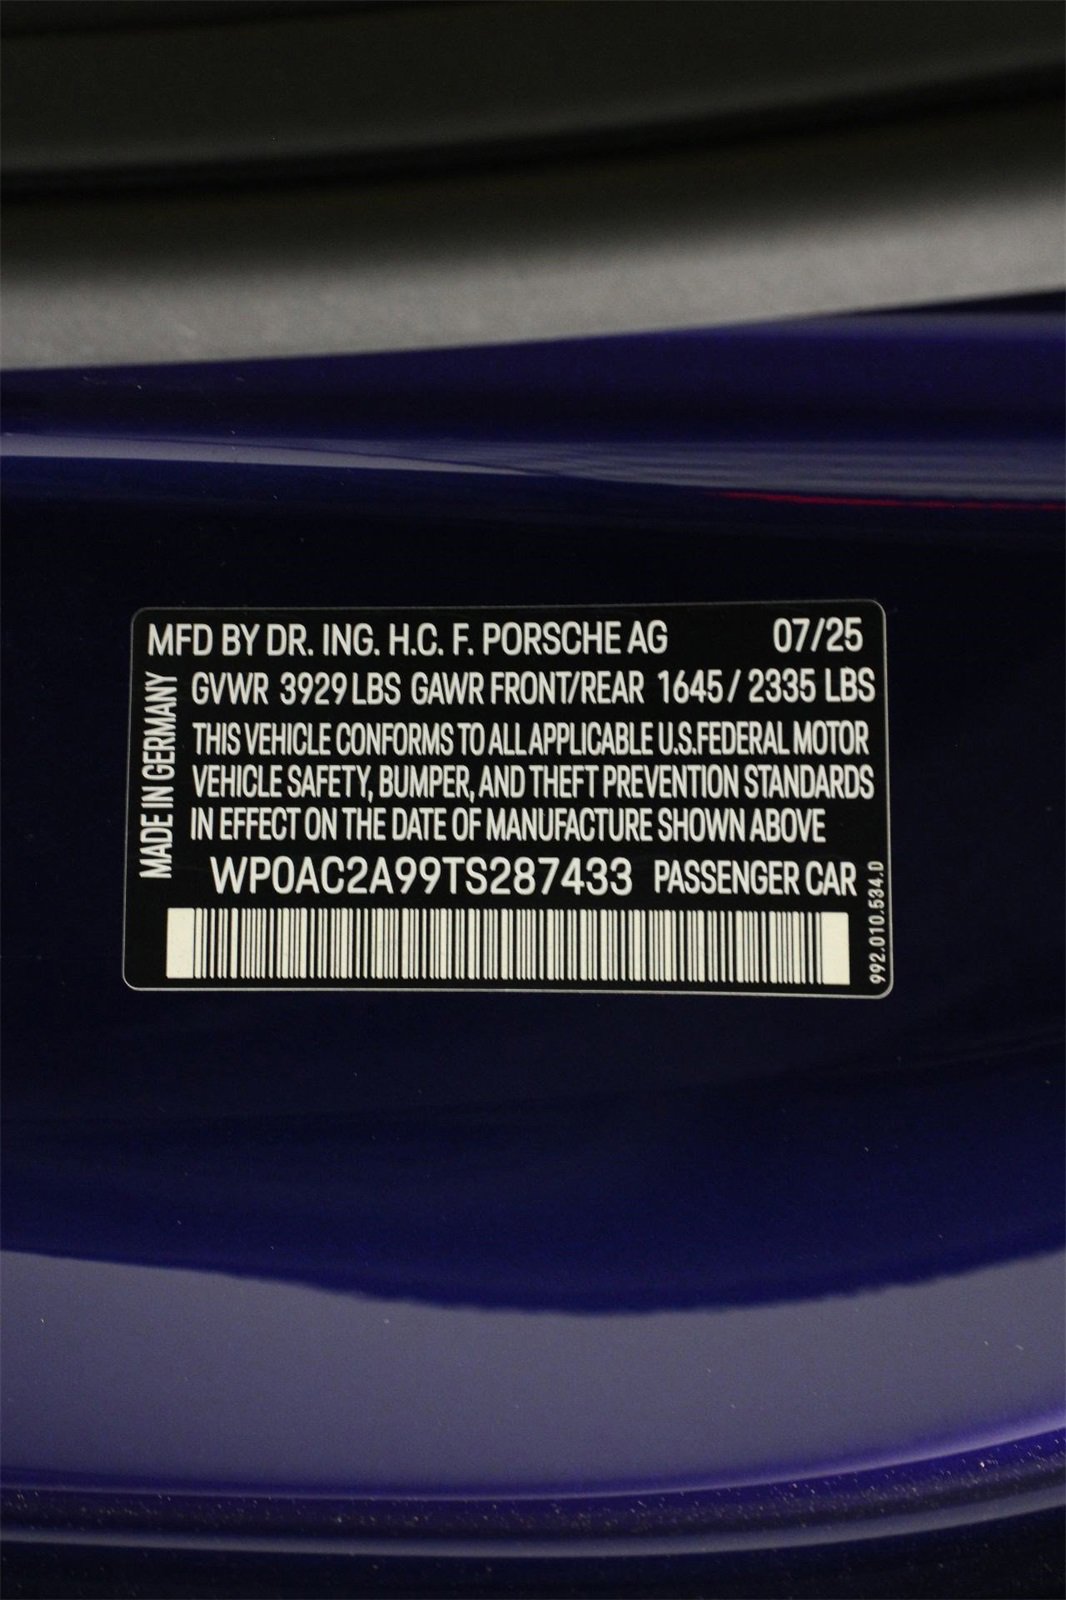 MFD BY DR. ING. H.C. F. PORSCHE AG 07/25
MADE IN GERMANY
GVWR 3929 LBS GAWR FRONT/REAR 1645 / 2335 LBS
THIS VEHICLE CONFORMS TO ALL APPLICABLE U.S.FEDERAL MOTOR
VEHICLE SAFETY, BUMPER, AND THEFT PREVENTION STANDARDS
IN EFFECT ON THE DATE OF MANUFACTURE SHOWN ABOVE
WP0AC2A99TS287433 PASSENGER CAR
992.010.534.0